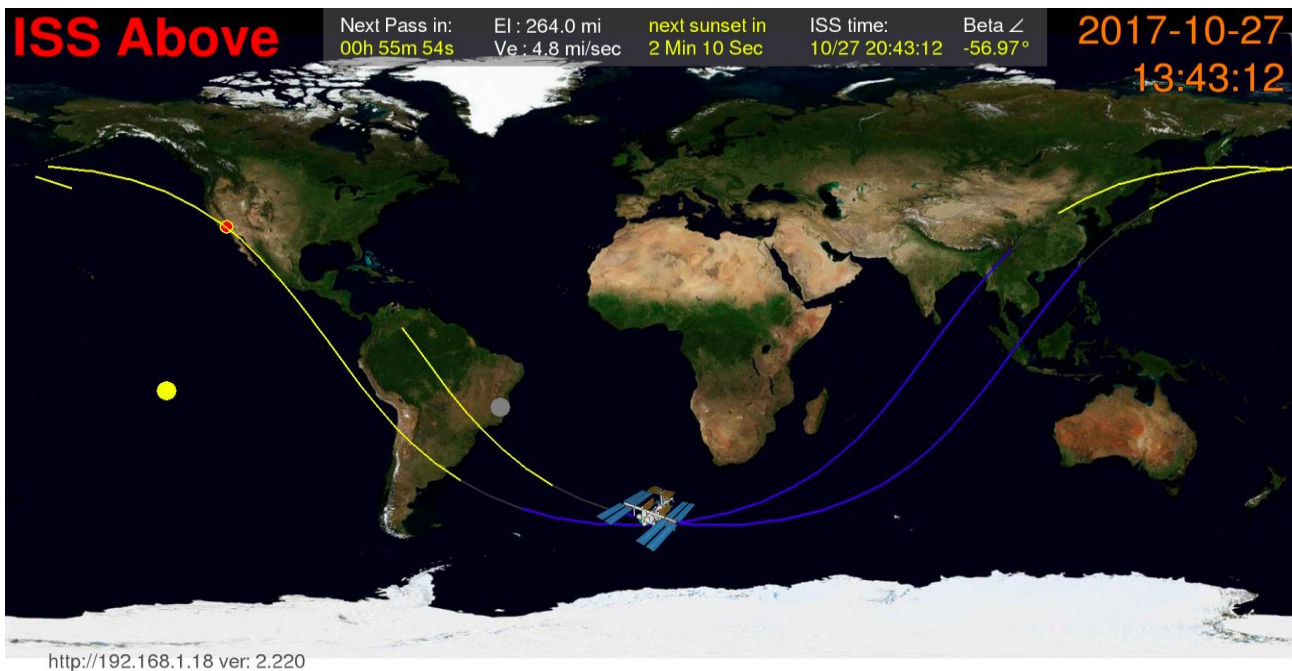 ISS Above
Next Pass in:
00h 55m 54s
El : 264.0 mi
Ve : 4.8 mi/sec
next sunset in
2 Min 10 Sec
ISS time:
10/27 20:43:12
Beta ∠
-56.97°
2017-10-27
13:43:12
http://192.168.1.18 ver: 2.220